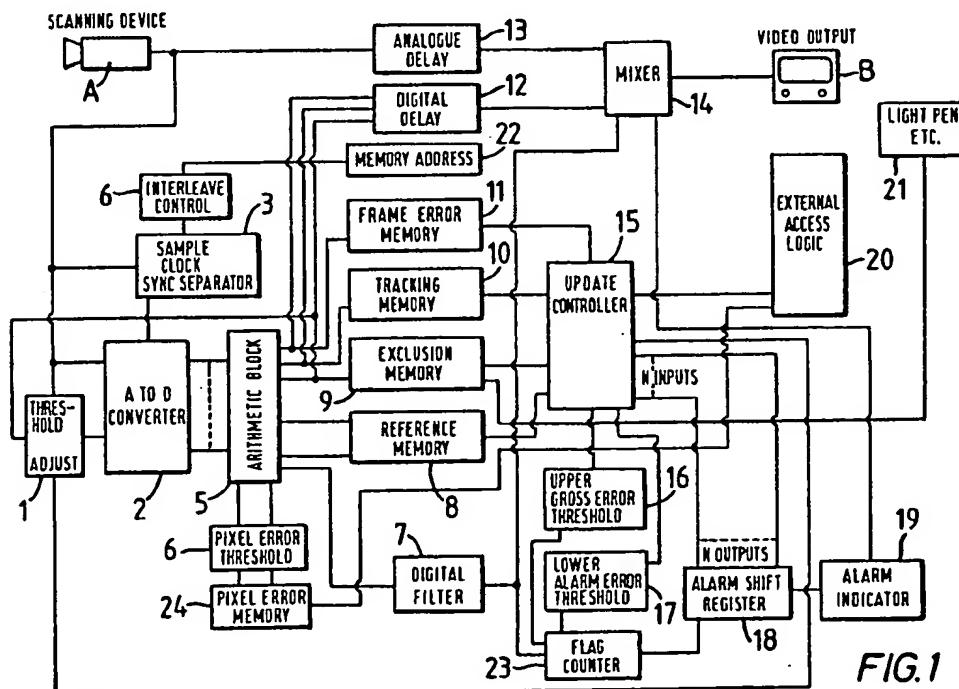 SCANNING DEVICE
A
ANALOGUE
DELAY
13
MIXER
14
VIDEO OUTPUT
B
DIGITAL
DELAY
12
LIGHT PEN
ETC.
21
MEMORY ADDRESS
22
6
INTERLEAVE
CONTROL
3
SAMPLE
CLOCK
SYNC SEPARATOR
FRAME ERROR
MEMORY
11
EXTERNAL
ACCESS
LOGIC
20
15
UPDATE
CONTROLLER
TRACKING
MEMORY
10
A TO D
CONVERTER
2
ARITHMETIC BLOCK
5
EXCLUSION
MEMORY
9
N INPUTS
THRES-
HOLD
ADJUST
1
REFERENCE
MEMORY
8
UPPER
GROSS ERROR
THRESHOLD
16
6
PIXEL ERROR
THRESHOLD
7
DIGITAL
FILTER
LOWER
ALARM ERROR
THRESHOLD
17
N OUTPUTS
ALARM SHIFT
REGISTER
18
19
ALARM
INDICATOR
24
PIXEL ERROR
MEMORY
23
FLAG
COUNTER
FIG.1